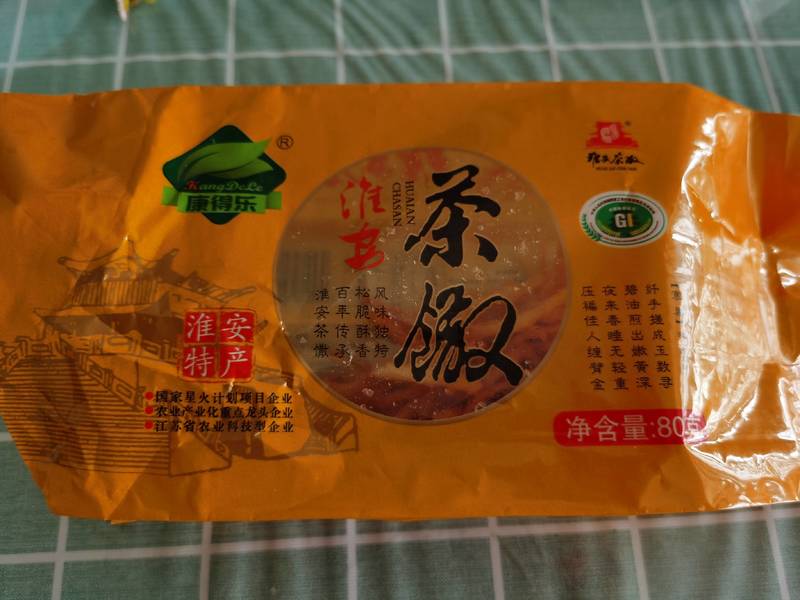 KangDeLe
康得乐
®
淮安
HUAIAN
CHASAN
茶馓
风味独特
松脆酥香
百年传承
淮安茶馓
淮安
特产
国家星火计划项目企业
农业产业化重点龙头企业
江苏省农业科技型企业
淮安茶馓
GI
纤手搓成玉数寻
碧油煎出嫩黄深
夜来春睡无轻重
压褊佳人缠臂金
净含量:80克